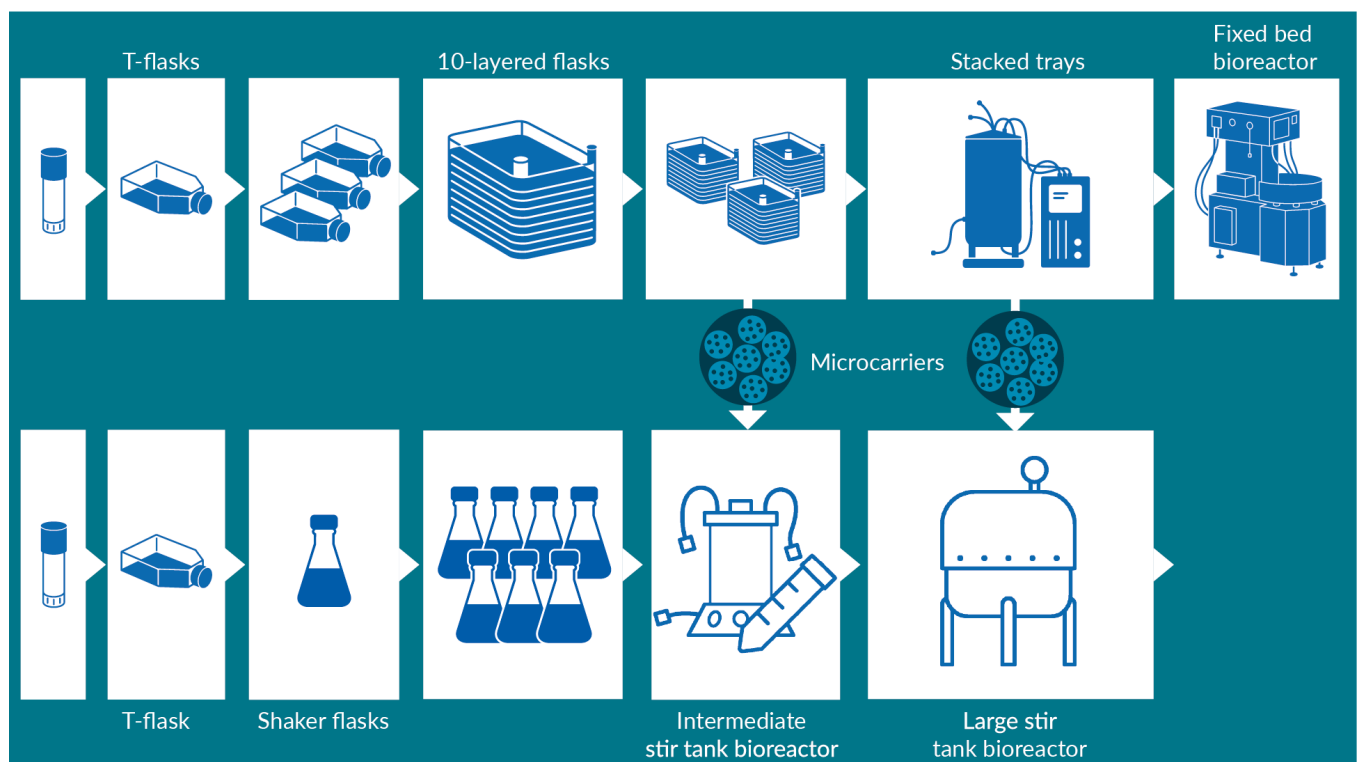 T-flasks
10-layered flasks
Stacked trays
Fixed bed
bioreactor
Microcarriers
T-flask
Shaker flasks
Intermediate
stir tank bioreactor
Large stir
tank bioreactor